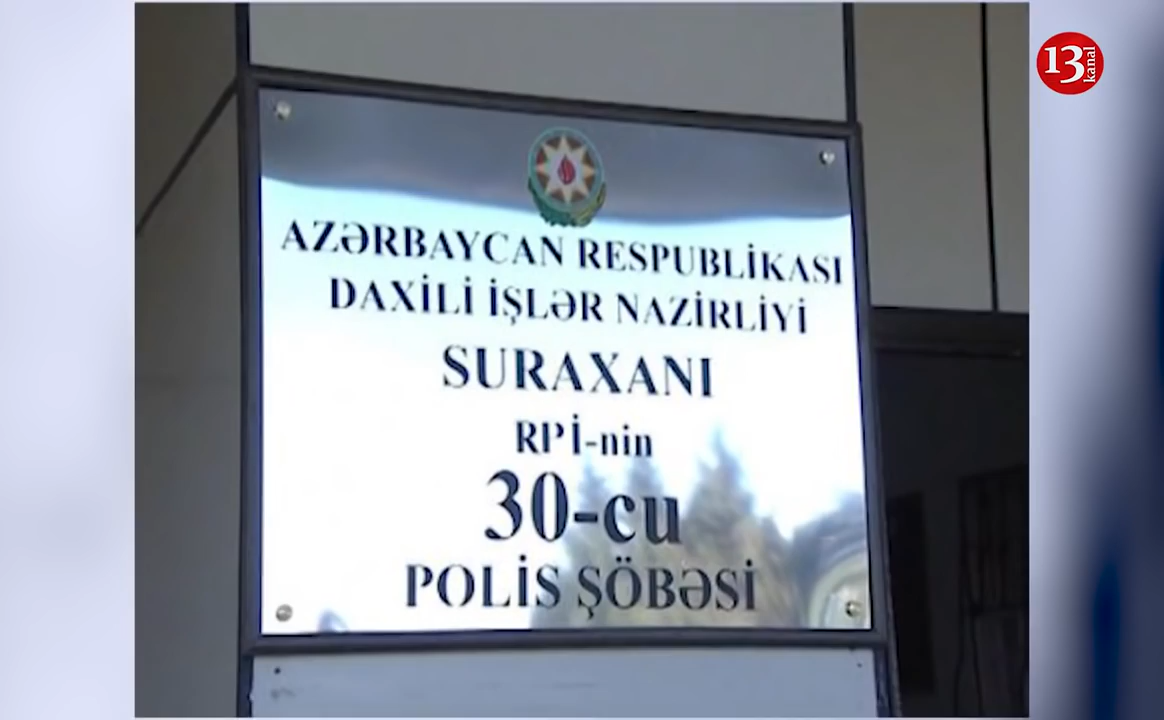 13
kanal
AZƏRBAYCAN RESPUBLİKASI
DAXİLİ İŞLƏR NAZİRLİYİ
SURAXANI
RPİ-nin
30-cu
POLİS ŞÖBƏSİ